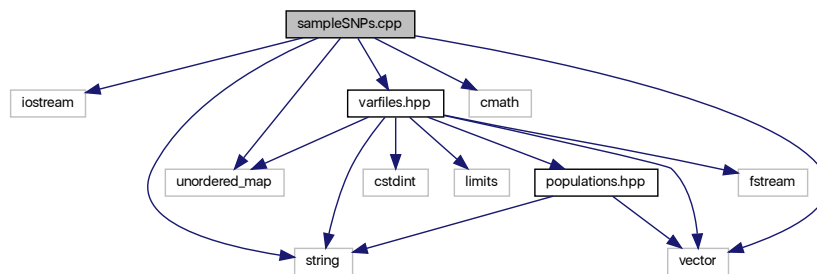 sampleSNPs.cpp
iostream
varfiles.hpp
cmath
unordered_map
cstdint
limits
populations.hpp
fstream
string
vector